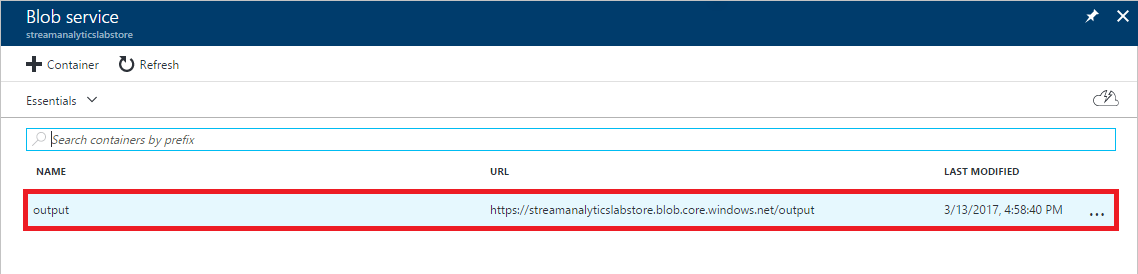 Blob service
streamanalyticslabstore
Container Refresh
Essentials
Search containers by prefix
NAME URL LAST MODIFIED
output https://streamanalyticslabstore.blob.core.windows.net/output 3/13/2017, 4:58:40 PM ...